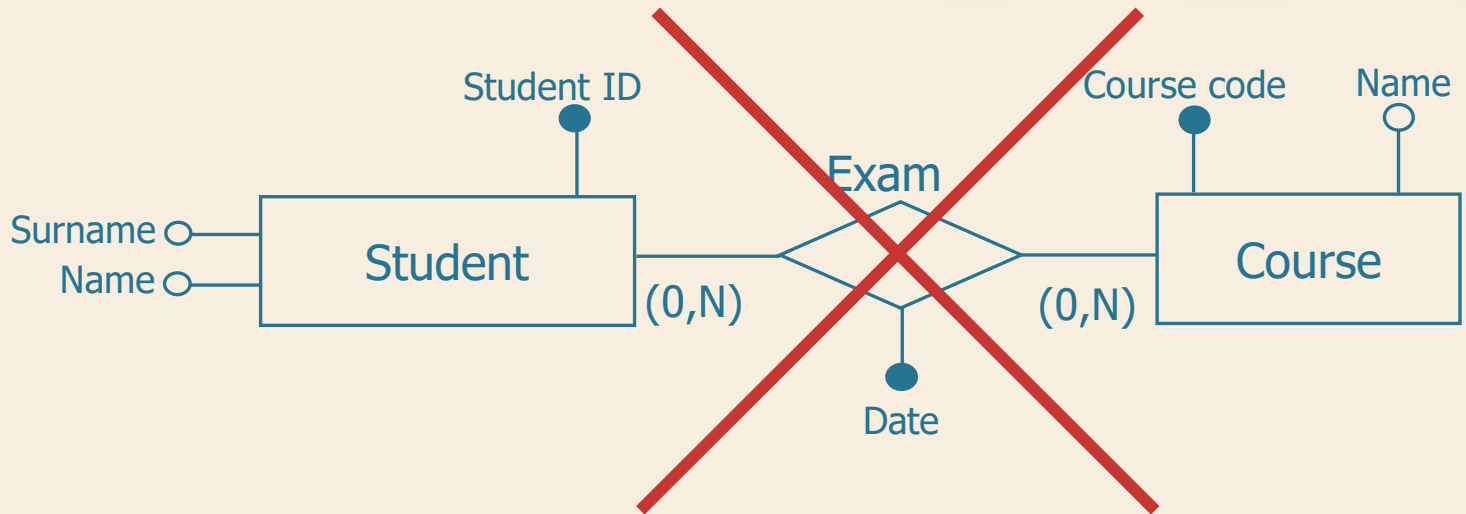 Student ID
Course code
Name
Exam
Surname
Name
Student
Course
(0,N)
(0,N)
Date